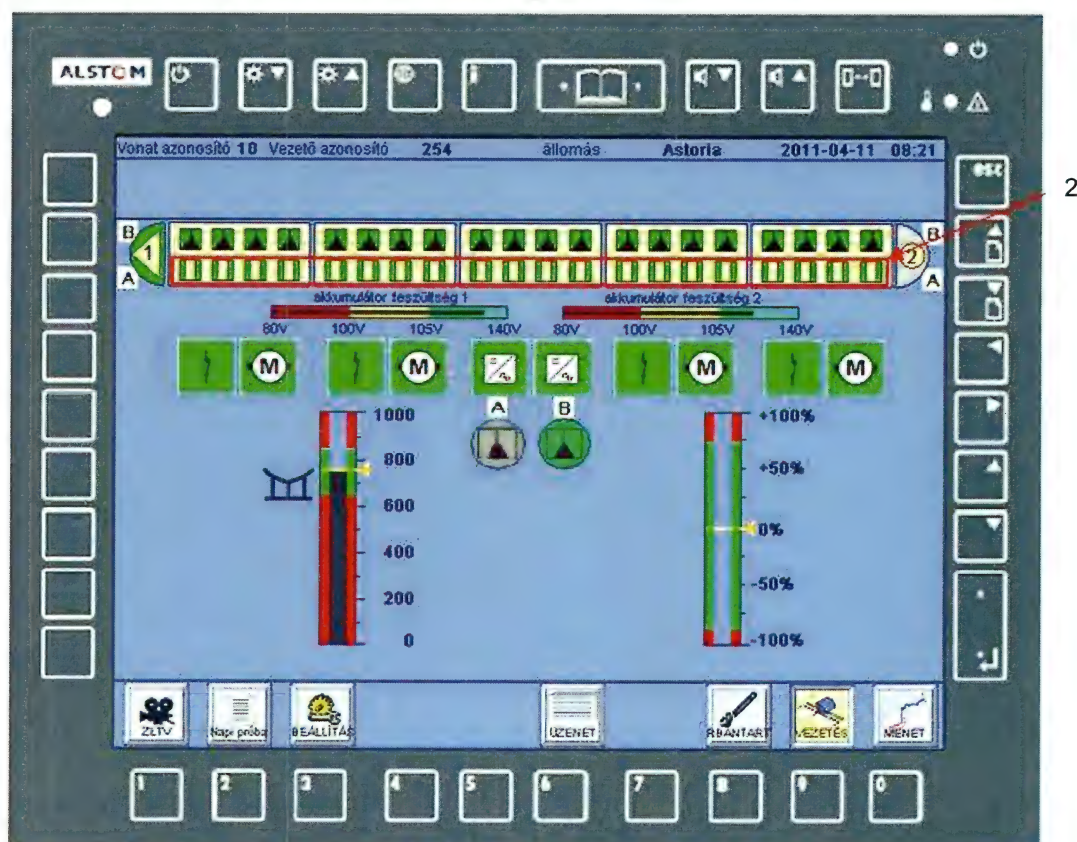 ALSTOM
Vonat azonosító 10 Vezető azonosító 254 állomás Astoria 2011-04-11 08:21
esc
2
B B
1 2
A A
akkumulátor feszültség 1 akkumulátor feszültség 2
80V 100V 105V 140V 80V 100V 105V 140V
M M M M
A B
1000 +100%
800 +50%
600 0%
400
200 -50%
0 -100%
ZLTV Napi próba BEÁLLÍTÁS ÜZENET RBANTART VEZETÉS MENET
1 2 3 4 5 6 7 8 9 0